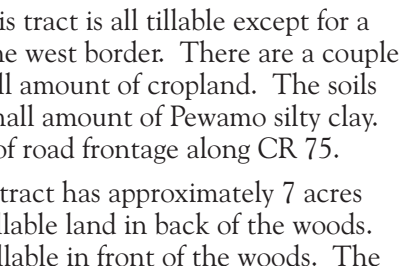 is tract is all tillable except for a
ne west border. There are a couple
ll amount of cropland. The soils
nall amount of Pewamo silty clay.
of road frontage along CR 75.
tract has approximately 7 acres
llable land in back of the woods.
llable in front of the woods. The